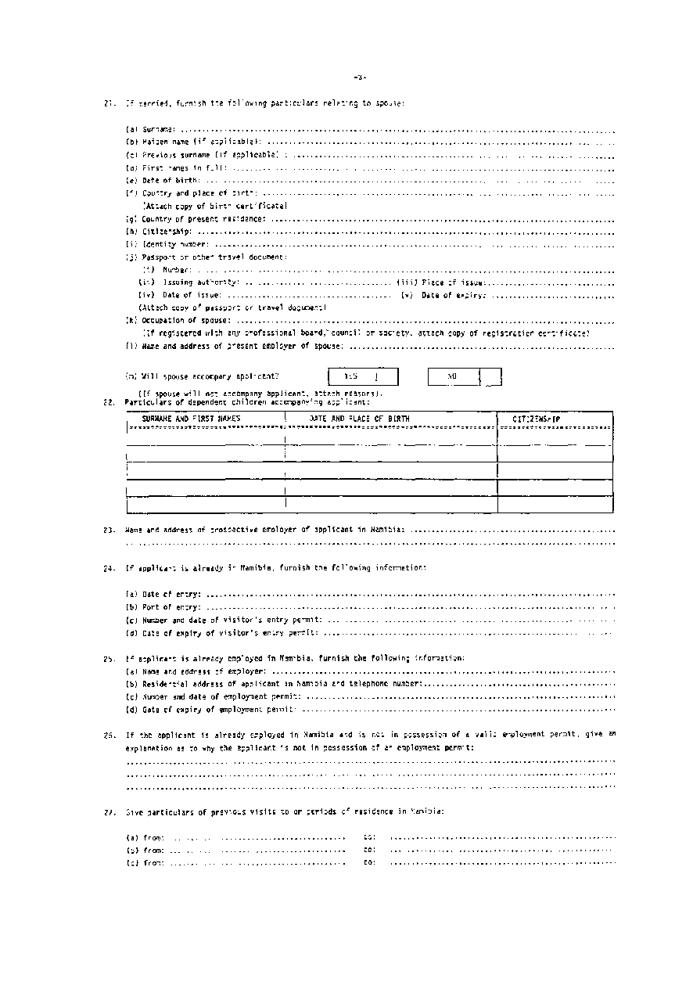 -3-
21. If married, furnish the following particulars relating to spouse:
(a) Surname: ....................
(b) Maiden name (if applicable): ....................
(c) Previous surname (if applicable) : ....................
(d) First names in full: ....................
(e) Date of birth: ....................
(f) Country and place of birth: ....................
(Attach copy of birth certificate)
(g) Country of present residence: ....................
(h) Citizenship: ....................
(i) Identity number: ....................
(j) Passport or other travel document:
(i) Number: ....................
(ii) Issuing authority: .................... (iii) Place of issue:....................
(iv) Date of issue: .................... (v) Date of expiry: ....................
(Attach copy of passport or travel document)
(k) Occupation of spouse: ....................
(If registered with any professional board, council or society, attach copy of registration certificate)
(l) Name and address of present employer of spouse: ....................
(m) Will spouse accompany applicant? YES NO
(If spouse will not accompany applicant, attach reasons).
22. Particulars of dependent children accompanying applicant:
SURNAME AND FIRST NAMES DATE AND PLACE OF BIRTH CITIZENSHIP
23. Name and address of prospective employer of applicant in Namibia: ....................
....................
24. If applicant is already in Namibia, furnish the following information:
(a) Date of entry: ....................
(b) Port of entry: ....................
(c) Number and date of visitor's entry permit: ....................
(d) Date of expiry of visitor's entry permit: ....................
25. If applicant is already employed in Namibia, furnish the following information:
(a) Name and address of employer: ....................
(b) Residential address of applicant in Namibia and telephone number:....................
(c) Number and date of employment permit: ....................
(d) Date of expiry of employment permit: ....................
26. If the applicant is already employed in Namibia and is not in possession of a valid employment permit, give an
explanation as to why the applicant is not in possession of an employment permit:
....................
....................
....................
27. Give particulars of previous visits to or periods of residence in Namibia:
(a) from: .................... to: ....................
(b) from: .................... to: ....................
(c) from: .................... to: ....................